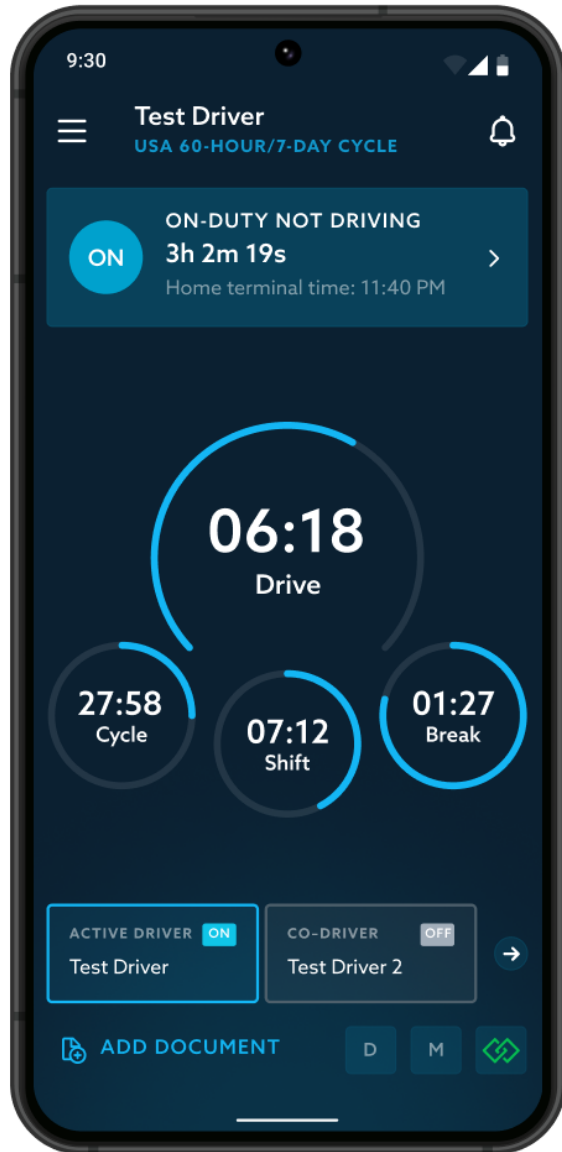 9:30
Test Driver
USA 60-HOUR/7-DAY CYCLE
ON
ON-DUTY NOT DRIVING
3h 2m 19s
Home terminal time: 11:40 PM
06:18
Drive
27:58
Cycle
07:12
Shift
01:27
Break
ACTIVE DRIVER ON
Test Driver
CO-DRIVER OFF
Test Driver 2
ADD DOCUMENT
D
M